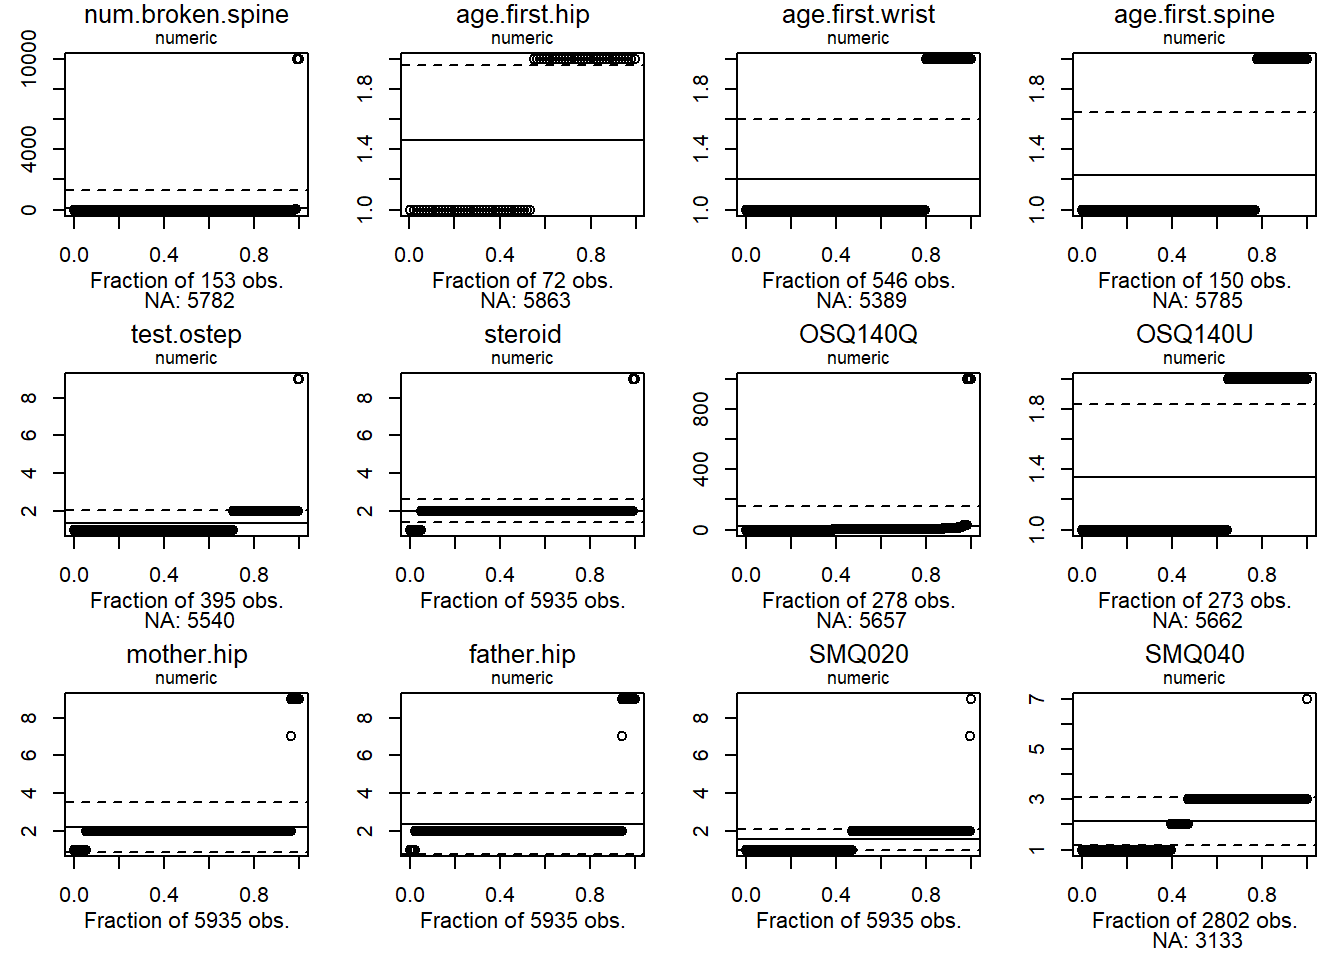 num.broken.spine
numeric
10000
4000
0
0.0 0.4 0.8
Fraction of 153 obs.
NA: 5782
age.first.hip
numeric
1.8
1.4
1.0
0.0 0.4 0.8
Fraction of 72 obs.
NA: 5863
age.first.wrist
numeric
1.8
1.4
1.0
0.0 0.4 0.8
Fraction of 546 obs.
NA: 5389
age.first.spine
numeric
1.8
1.4
1.0
0.0 0.4 0.8
Fraction of 150 obs.
NA: 5785
test.ostep
numeric
8
6
4
2
0.0 0.4 0.8
Fraction of 395 obs.
NA: 5540
steroid
numeric
8
6
4
2
0.0 0.4 0.8
Fraction of 5935 obs.
OSQ140Q
numeric
800
400
0
0.0 0.4 0.8
Fraction of 278 obs.
NA: 5657
OSQ140U
numeric
1.8
1.4
1.0
0.0 0.4 0.8
Fraction of 273 obs.
NA: 5662
mother.hip
numeric
8
6
4
2
0.0 0.4 0.8
Fraction of 5935 obs.
father.hip
numeric
8
6
4
2
0.0 0.4 0.8
Fraction of 5935 obs.
SMQ020
numeric
8
6
4
2
0.0 0.4 0.8
Fraction of 5935 obs.
SMQ040
numeric
7
5
3
1
0.0 0.4 0.8
Fraction of 2802 obs.
NA: 3133